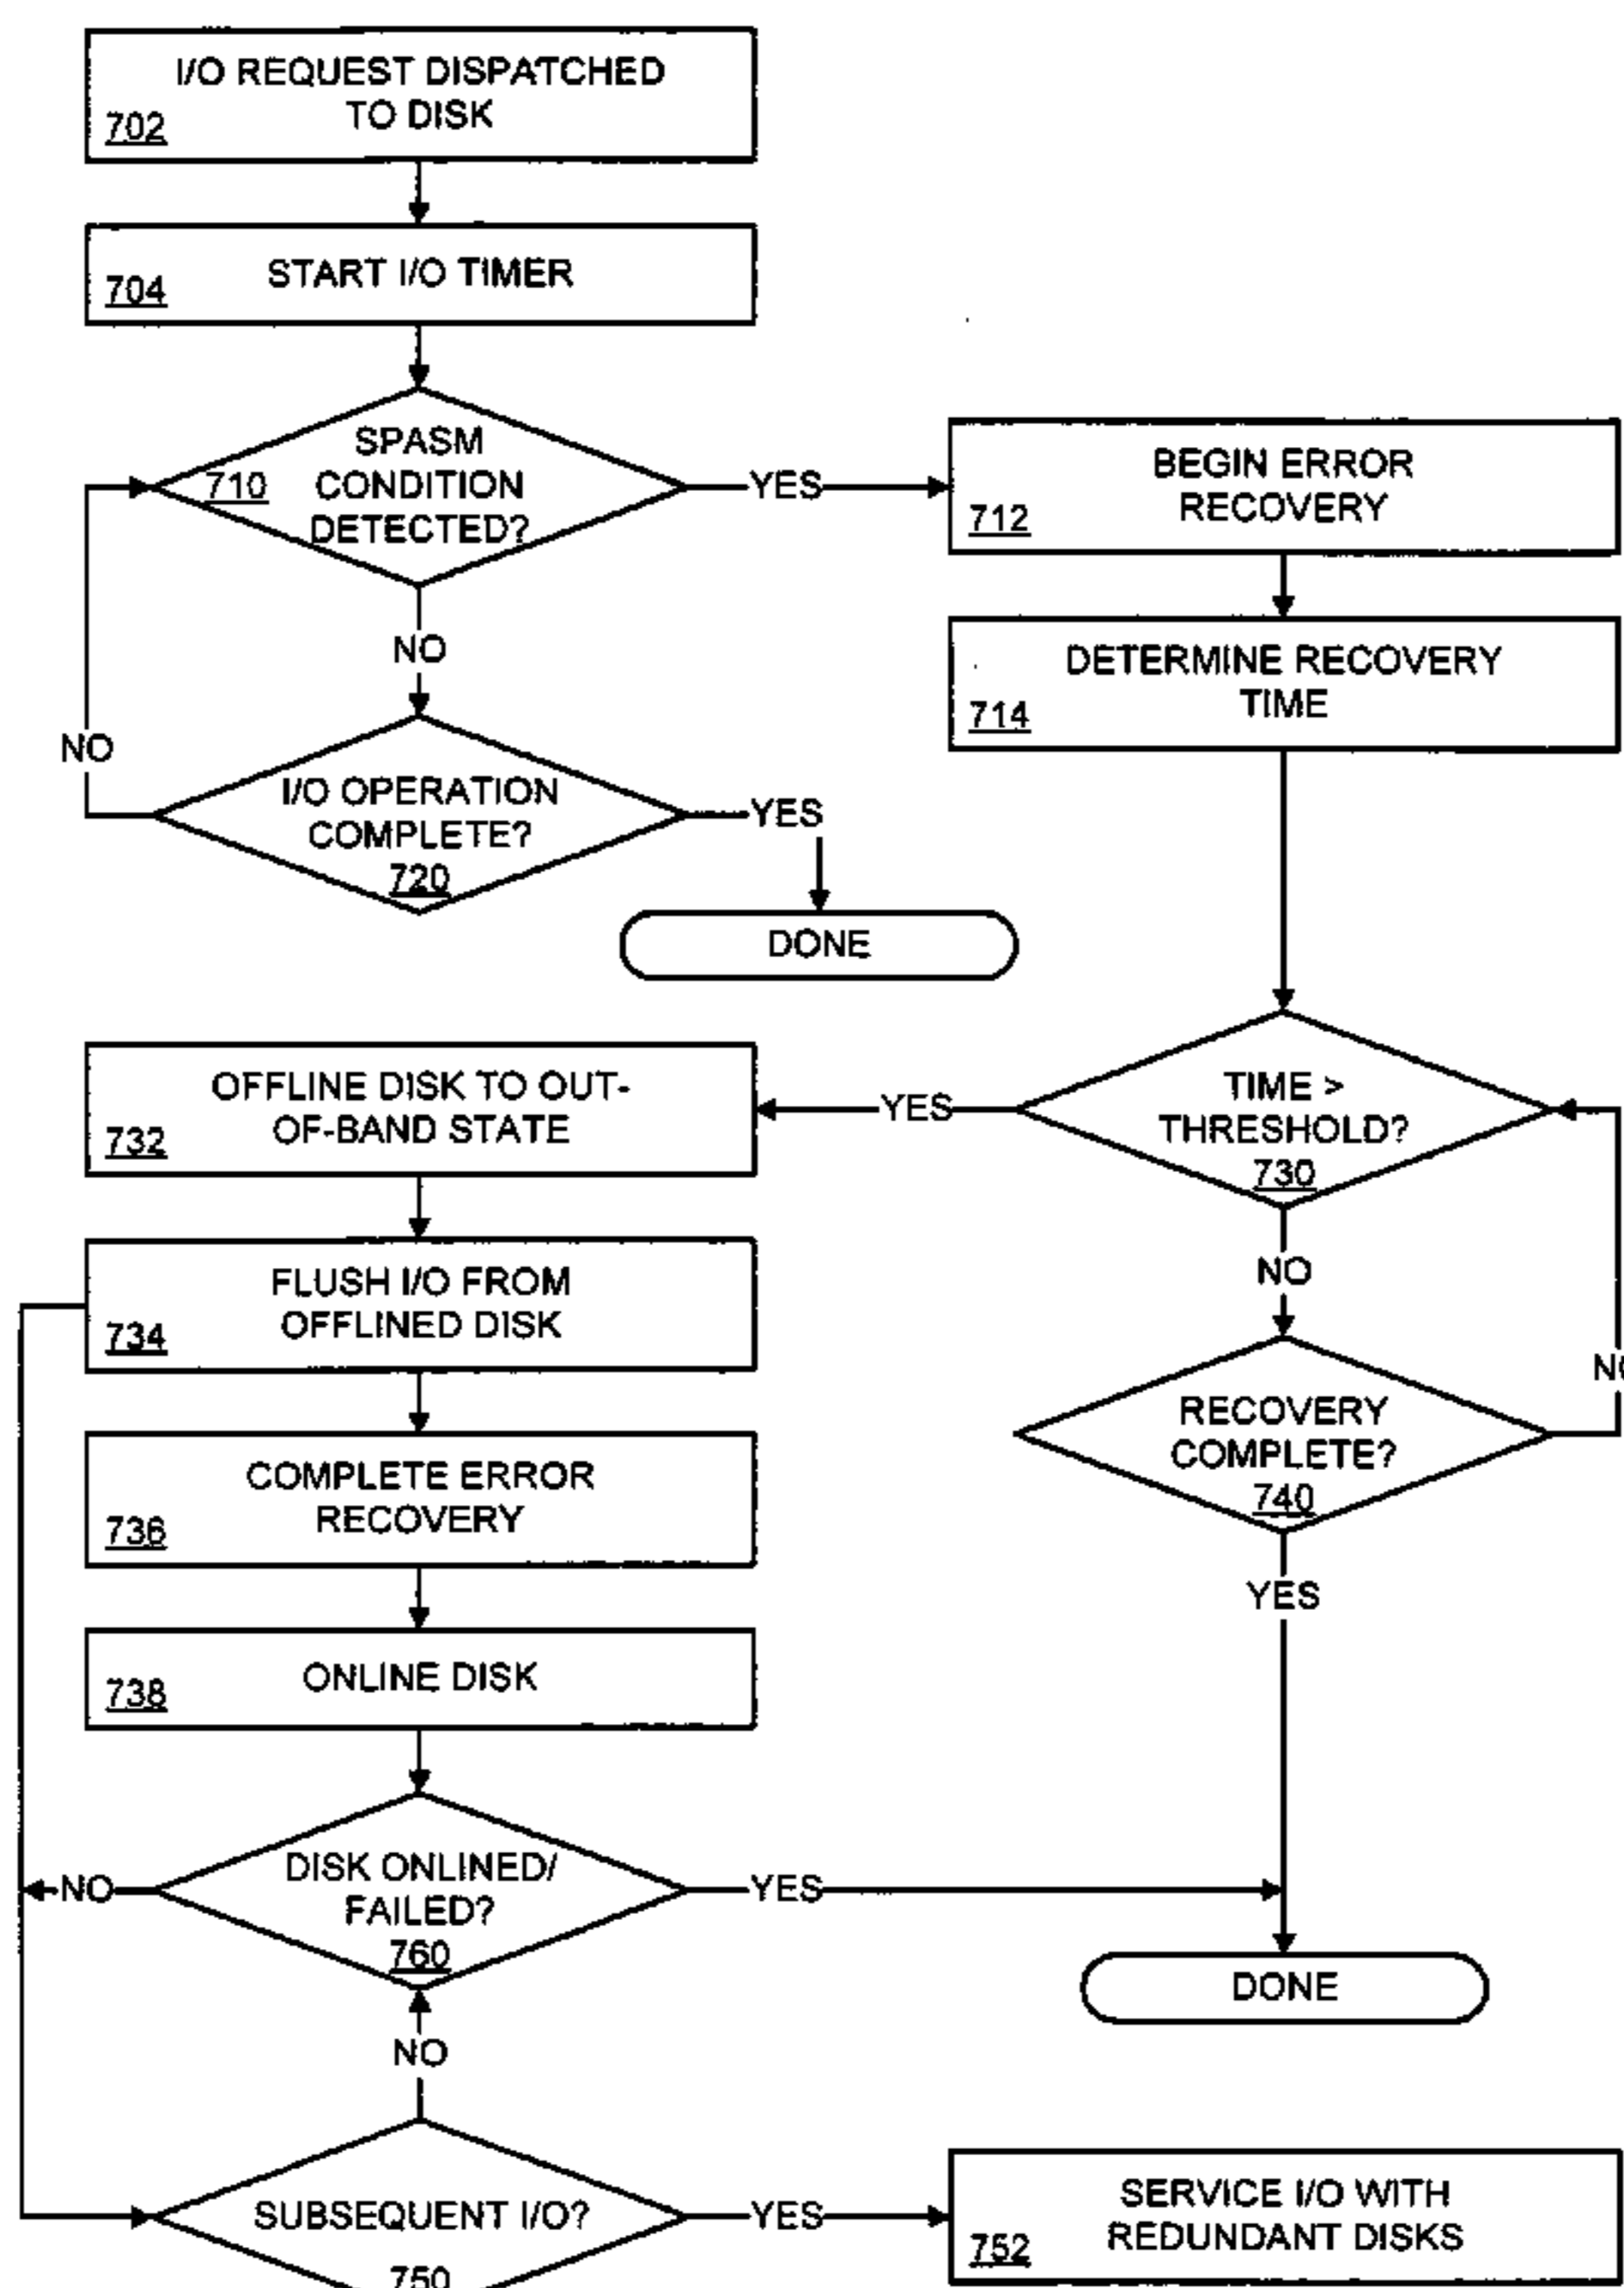 I/O REQUEST DISPATCHED
TO DISK
702
START I/O TIMER
704
SPASM
CONDITION
DETECTED?
710
YES
BEGIN ERROR
RECOVERY
712
NO
DETERMINE RECOVERY
TIME
714
NO
I/O OPERATION
COMPLETE?
720
YES
DONE
OFFLINE DISK TO OUT-
OF-BAND STATE
732
YES
TIME >
THRESHOLD?
730
NO
FLUSH I/O FROM
OFFLINED DISK
734
RECOVERY
COMPLETE?
740
YES
COMPLETE ERROR
RECOVERY
736
ONLINE DISK
738
DISK ONLINED/
FAILED?
760
NO
YES
DONE
NO
SUBSEQUENT I/O?
750
YES
SERVICE I/O WITH
REDUNDANT DISKS
752